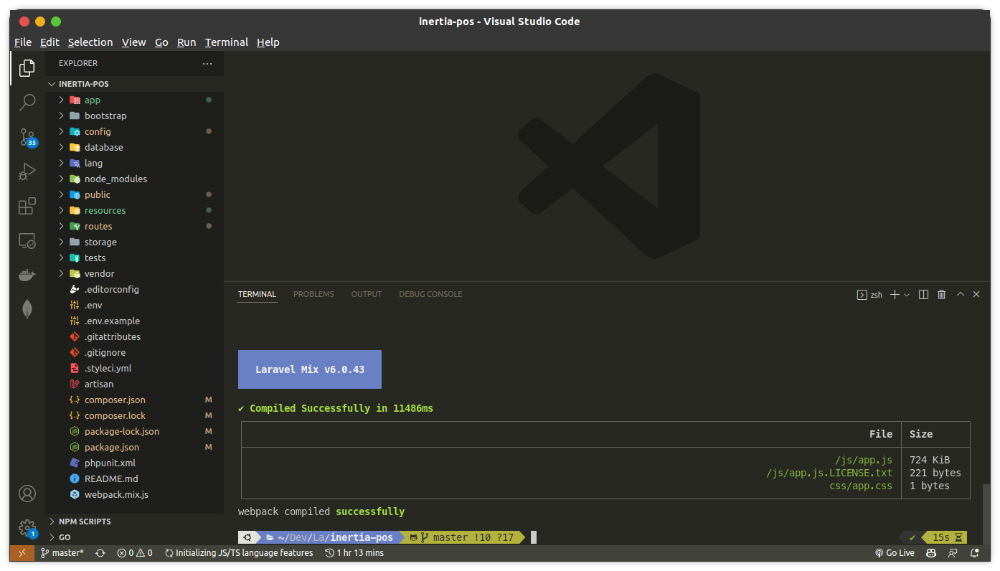 inertia-pos - Visual Studio Code
File Edit Selection View Go Run Terminal Help
EXPLORER
INERTIA-POS
app
bootstrap
config
database
lang
node_modules
public
resources
routes
storage
tests
vendor
.editorconfig
.env
.env.example
.gitattributes
.gitignore
.styleci.yml
artisan
composer.json M
composer.lock M
package-lock.json M
package.json M
phpunit.xml
README.md
webpack.mix.js
NPM SCRIPTS
GO
35
1
TERMINAL PROBLEMS OUTPUT DEBUG CONSOLE zsh
Laravel Mix v6.0.43
✔ Compiled Successfully in 11486ms
File Size
/js/app.js 724 KiB
/js/app.js.LICENSE.txt 221 bytes
css/app.css 1 bytes
webpack compiled successfully
~/Dev/La/inertia-pos master !10 ?17 ✔ 15s
master* 0 0 Initializing JS/TS language features 1 hr 13 mins Go Live